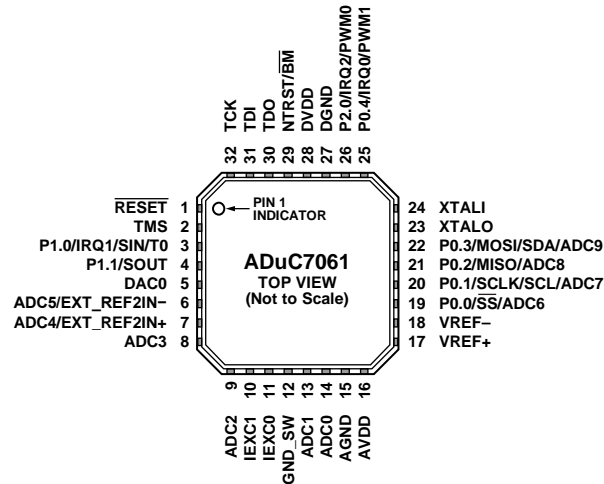 32 TCK
31 TDI
30 TDO
29 NTRST/B̅M̅
28 DVDD
27 DGND
26 P2.0/IRQ2/PWM0
25 P0.4/IRQ0/PWM1
R̅E̅S̅E̅T̅ 1
TMS 2
P1.0/IRQ1/SIN/T0 3
P1.1/SOUT 4
DAC0 5
ADC5/EXT_REF2IN− 6
ADC4/EXT_REF2IN+ 7
ADC3 8
PIN 1
INDICATOR
ADuC7061
TOP VIEW
(Not to Scale)
24 XTALI
23 XTALO
22 P0.3/MOSI/SDA/ADC9
21 P0.2/MISO/ADC8
20 P0.1/SCLK/SCL/ADC7
19 P0.0/S̅S̅/ADC6
18 VREF−
17 VREF+
ADC2 9
IEXC1 10
IEXC0 11
GND_SW 12
ADC1 13
ADC0 14
AGND 15
AVDD 16